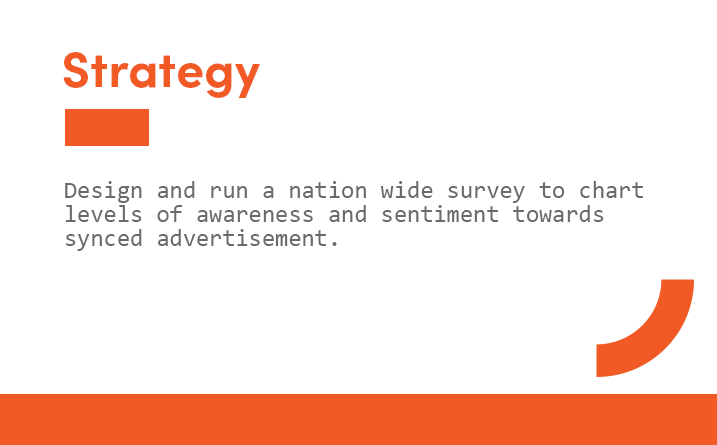 Strategy
Design and run a nation wide survey to chart
levels of awareness and sentiment towards
synced advertisement.